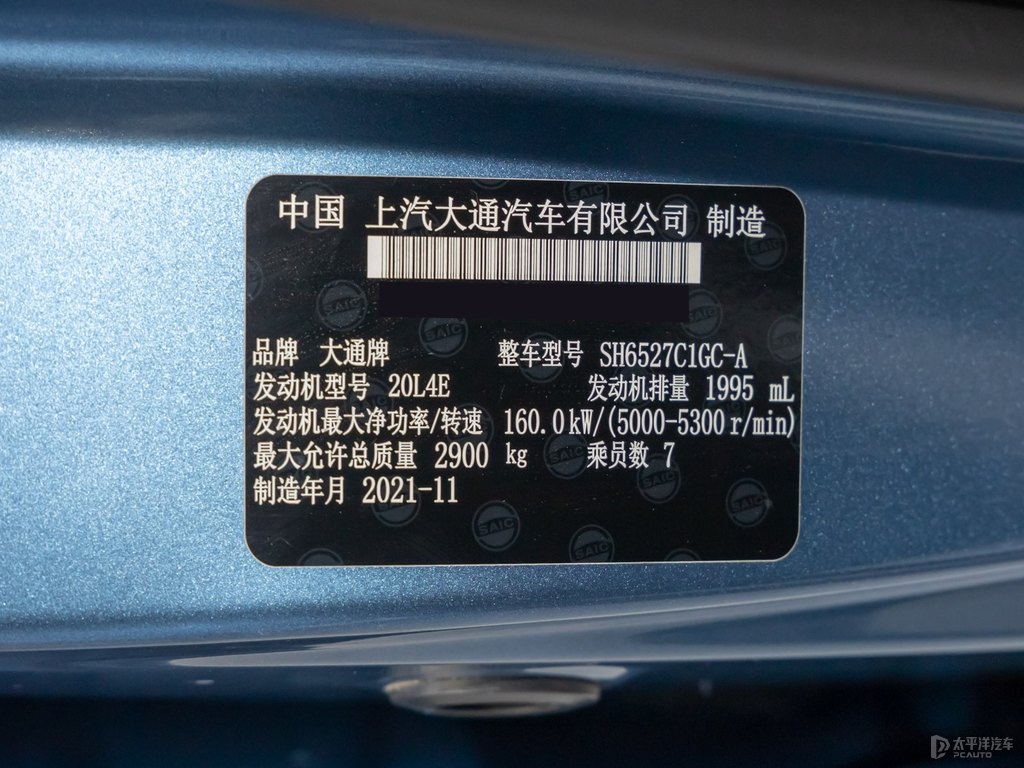 中国 上汽大通汽车有限公司 制造
品牌 大通牌 整车型号 SH6527C1GC-A
发动机型号 20L4E 发动机排量 1995 mL
发动机最大净功率/转速 160.0kW/(5000-5300r/min)
最大允许总质量 2900 kg 乘员数 7
制造年月 2021-11
SAIC
太平洋汽车
PCAUTO